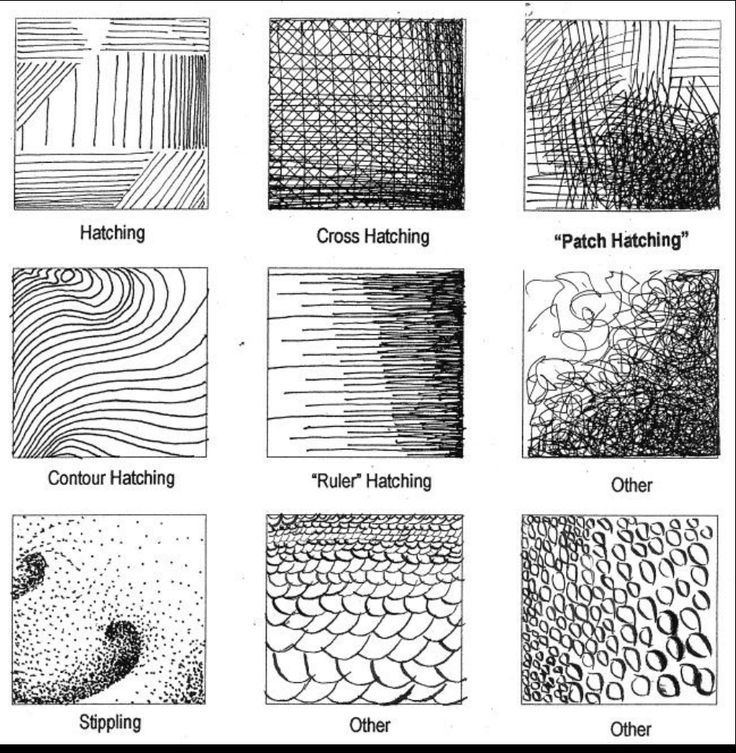 Hatching
Cross Hatching
“Patch Hatching”
Contour Hatching
“Ruler” Hatching
Other
Stippling
Other
Other